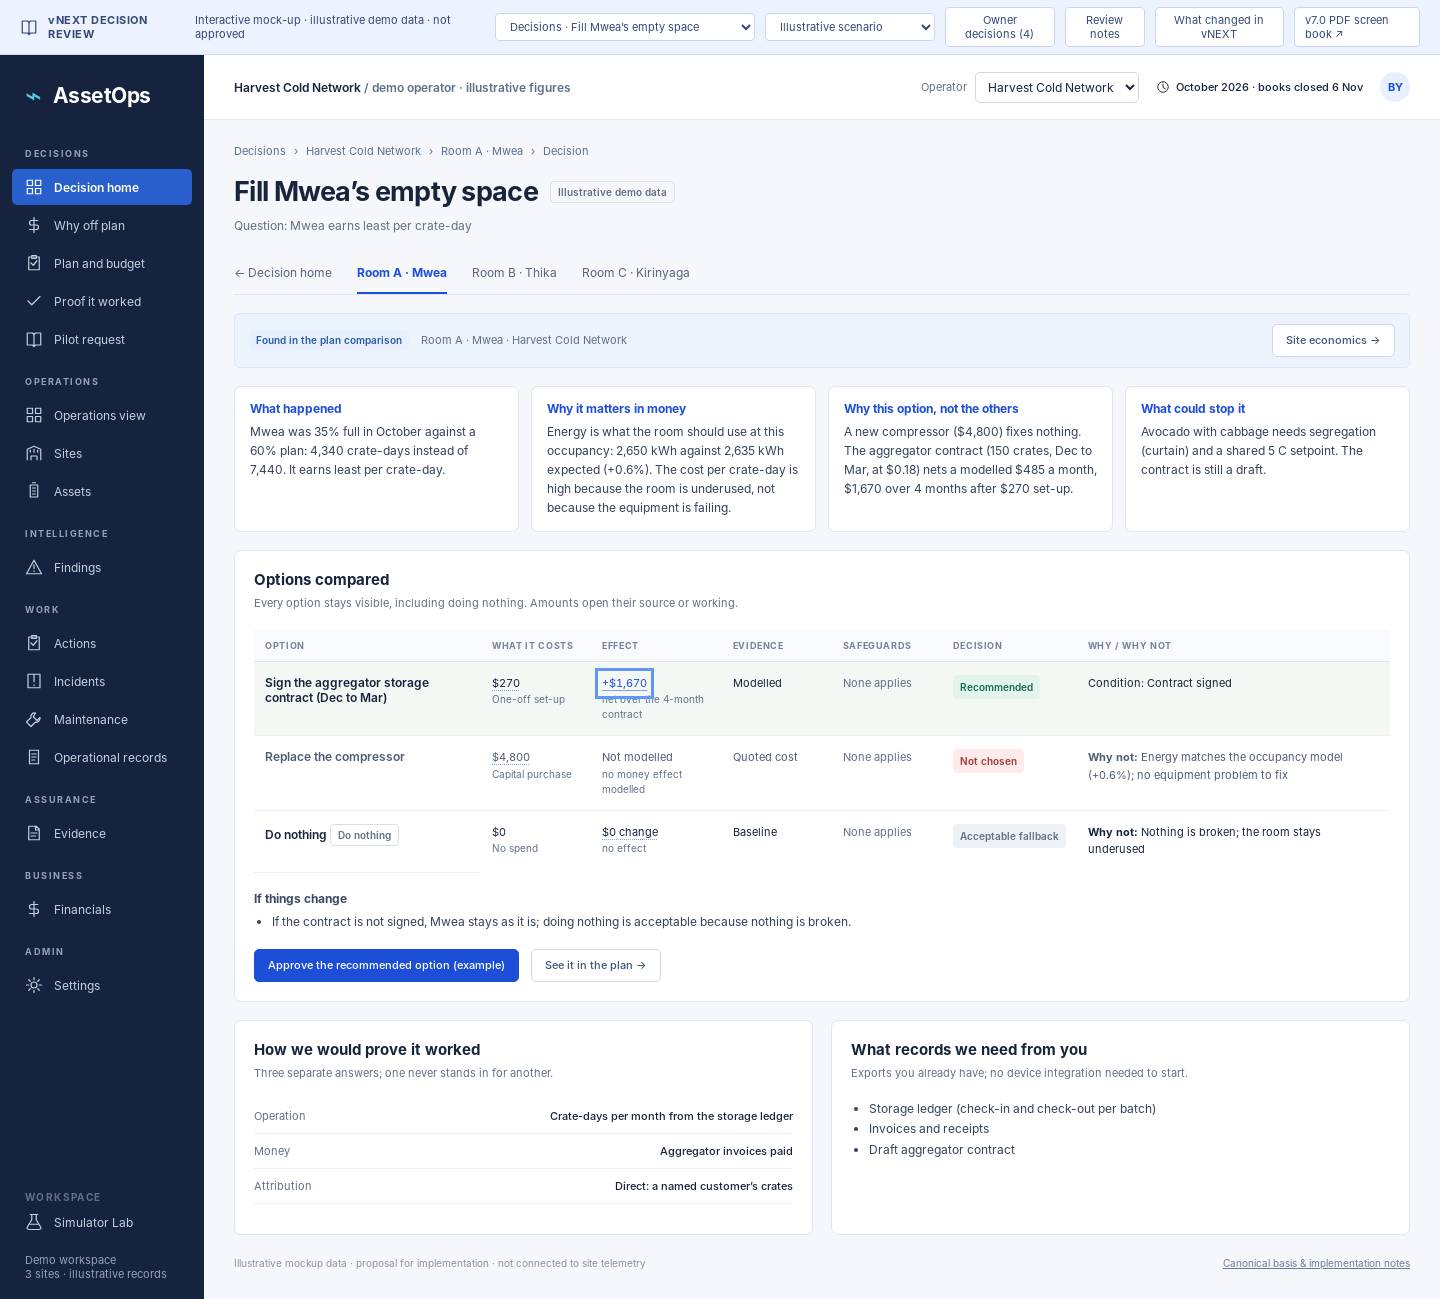 vNEXT DECISION REVIEW
Interactive mock-up · illustrative demo data · not approved
Decisions · Fill Mwea’s empty space
Illustrative scenario
Owner decisions (4)
Review notes
What changed in vNEXT
v7.0 PDF screen book ↗
AssetOps
DECISIONS
Decision home
Why off plan
Plan and budget
Proof it worked
Pilot request
OPERATIONS
Operations view
Sites
Assets
INTELLIGENCE
Findings
WORK
Actions
Incidents
Maintenance
Operational records
ASSURANCE
Evidence
BUSINESS
Financials
ADMIN
Settings
WORKSPACE
Simulator Lab
Demo workspace
3 sites · illustrative records
Harvest Cold Network / demo operator · illustrative figures
Operator
Harvest Cold Network
October 2026 · books closed 6 Nov
BY
Decisions › Harvest Cold Network › Room A · Mwea › Decision
Fill Mwea’s empty space
Illustrative demo data
Question: Mwea earns least per crate-day
← Decision home
Room A · Mwea
Room B · Thika
Room C · Kirinyaga
Found in the plan comparison
Room A · Mwea · Harvest Cold Network
Site economics →
What happened
Mwea was 35% full in October against a
60% plan: 4,340 crate-days instead of
7,440. It earns least per crate-day.
Why it matters in money
Energy is what the room should use at this
occupancy: 2,650 kWh against 2,635 kWh
expected (+0.6%). The cost per crate-day is
high because the room is underused, not
because the equipment is failing.
Why this option, not the others
A new compressor ($4,800) fixes nothing.
The aggregator contract (150 crates, Dec to
Mar, at $0.18) nets a modelled $485 a month,
$1,670 over 4 months after $270 set-up.
What could stop it
Avocado with cabbage needs segregation
(curtain) and a shared 5 C setpoint. The
contract is still a draft.
Options compared
Every option stays visible, including doing nothing. Amounts open their source or working.
OPTION
WHAT IT COSTS
EFFECT
EVIDENCE
SAFEGUARDS
DECISION
WHY / WHY NOT
Sign the aggregator storage
contract (Dec to Mar)
$270
One-off set-up
+$1,670
net over the 4-month
contract
Modelled
None applies
Recommended
Condition: Contract signed
Replace the compressor
$4,800
Capital purchase
Not modelled
no money effect
modelled
Quoted cost
None applies
Not chosen
Why not: Energy matches the occupancy model
(+0.6%); no equipment problem to fix
Do nothing
Do nothing
$0
No spend
$0 change
no effect
Baseline
None applies
Acceptable fallback
Why not: Nothing is broken; the room stays
underused
If things change
• If the contract is not signed, Mwea stays as it is; doing nothing is acceptable because nothing is broken.
Approve the recommended option (example)
See it in the plan →
How we would prove it worked
Three separate answers; one never stands in for another.
Operation
Crate-days per month from the storage ledger
Money
Aggregator invoices paid
Attribution
Direct: a named customer’s crates
What records we need from you
Exports you already have; no device integration needed to start.
• Storage ledger (check-in and check-out per batch)
• Invoices and receipts
• Draft aggregator contract
Illustrative mockup data · proposal for implementation · not connected to site telemetry
Canonical basis & implementation notes